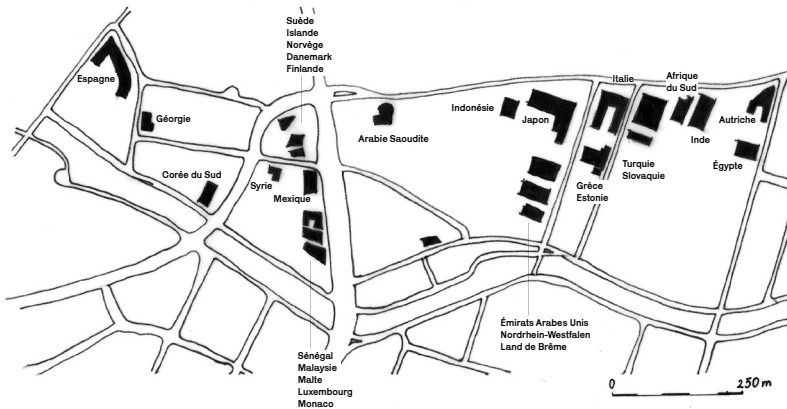 Suède
Islande
Norvège
Danemark
Finlande
Espagne
Géorgie
Corée du Sud
Syrie
Mexique
Arabie Saoudite
Indonésie
Japon
Italie
Afrique
du Sud
Inde
Autriche
Égypte
Turquie
Slovaquie
Grèce
Estonie
Émirats Arabes Unis
Nordrhein-Westfalen
Land de Brême
Sénégal
Malaysie
Malte
Luxembourg
Monaco
0 250 m